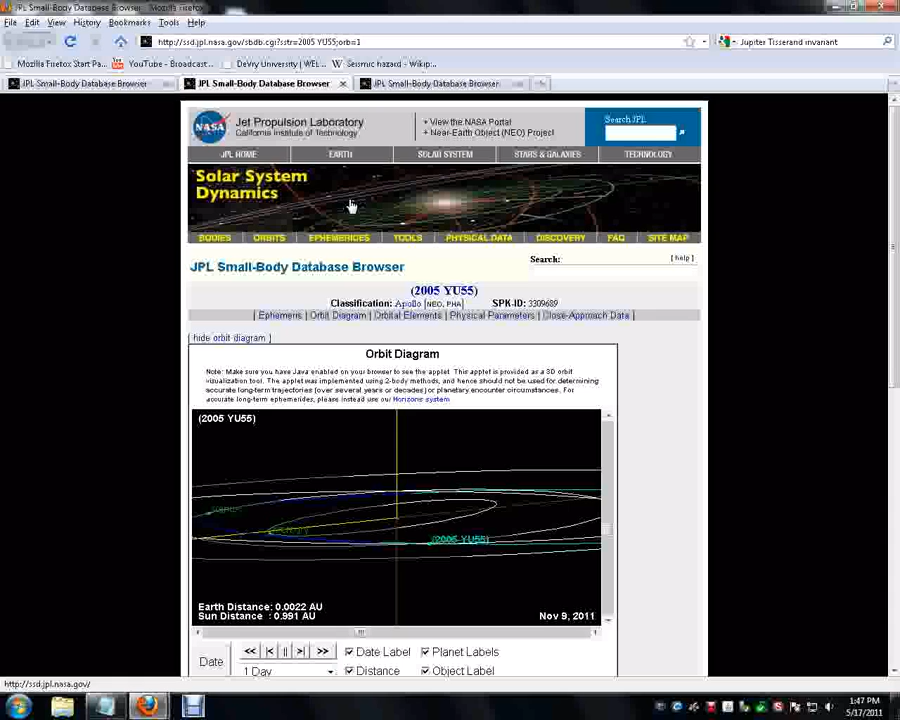 JPL Small-Body Database Browser - Mozilla Firefox
File Edit View History Bookmarks Tools Help
http://ssd.jpl.nasa.gov/sbdb.cgi?sstr=2005 YU55;orb=1
Jupiter Tisserand invariant
Mozilla Firefox Start Pa... YouTube - Broadcast... DeVry University | WEL... Seismic hazard - Wikip...
JPL Small-Body Database Browser JPL Small-Body Database Browser JPL Small-Body Database Browser
NASA
Jet Propulsion Laboratory
California Institute of Technology
+ View the NASA Portal
+ Near-Earth Object (NEO) Project
Search JPL
JPL HOME EARTH SOLAR SYSTEM STARS & GALAXIES TECHNOLOGY
Solar System
Dynamics
BODIES ORBITS EPHEMERIDES TOOLS PHYSICAL DATA DISCOVERY FAQ SITE MAP
JPL Small-Body Database Browser
Search: [ help ]
(2005 YU55)
Classification: Apollo [NEO, PHA] SPK-ID: 3309689
[ Ephemeris | Orbit Diagram | Orbital Elements | Physical Parameters | Close-Approach Data ]
[ hide orbit diagram ]
Orbit Diagram
Note: Make sure you have Java enabled on your browser to see the applet. This applet is provided as a 3D orbit
visualization tool. The applet was implemented using 2-body methods, and hence should not be used for determining
accurate long-term trajectories (over several years or decades) or planetary encounter circumstances. For
accurate long-term ephemerides, please instead use our Horizons system
(2005 YU55)
Venus
Mercury
(2005 YU55)
Earth Distance: 0.0022 AU
Sun Distance : 0.991 AU
Nov 9, 2011
Date << |< || >| >> Date Label Planet Labels
1 Day Distance Object Label
http://ssd.jpl.nasa.gov/
1:47 PM
5/17/2011